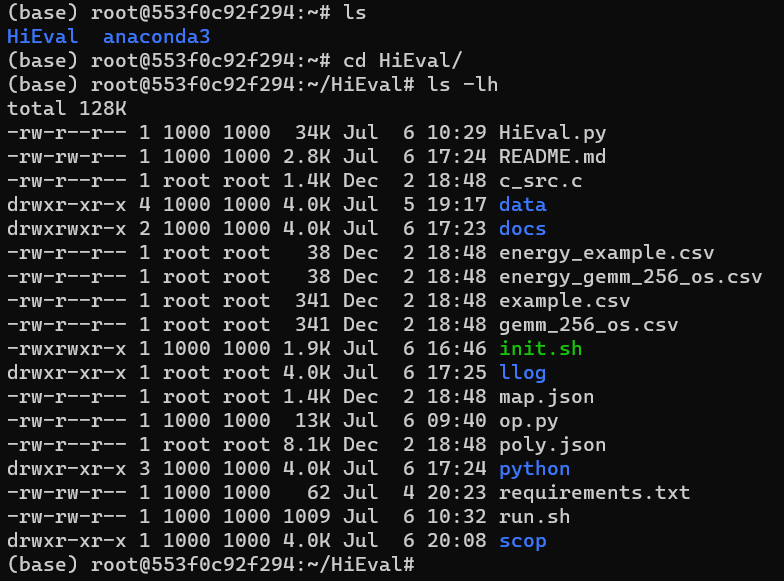 (base) root@553f0c92f294:~# ls
HiEval  anaconda3
(base) root@553f0c92f294:~# cd HiEval/
(base) root@553f0c92f294:~/HiEval# ls -lh
total 128K
-rw-r--r-- 1 1000 1000  34K Jul  6 10:29 HiEval.py
-rw-rw-r-- 1 1000 1000 2.8K Jul  6 17:24 README.md
-rw-r--r-- 1 root root 1.4K Dec  2 18:48 c_src.c
drwxr-xr-x 4 1000 1000 4.0K Jul  5 19:17 data
drwxrwxr-x 2 1000 1000 4.0K Jul  6 17:23 docs
-rw-r--r-- 1 root root   38 Dec  2 18:48 energy_example.csv
-rw-r--r-- 1 root root   38 Dec  2 18:48 energy_gemm_256_os.csv
-rw-r--r-- 1 root root  341 Dec  2 18:48 example.csv
-rw-r--r-- 1 root root  341 Dec  2 18:48 gemm_256_os.csv
-rwxrwxr-x 1 1000 1000 1.9K Jul  6 16:46 init.sh
drwxr-xr-x 1 root root 4.0K Jul  6 17:25 llog
-rw-r--r-- 1 root root 1.4K Dec  2 18:48 map.json
-rw-r--r-- 1 1000 1000  13K Jul  6 09:40 op.py
-rw-r--r-- 1 root root 8.1K Dec  2 18:48 poly.json
drwxr-xr-x 3 1000 1000 4.0K Jul  6 17:24 python
-rw-rw-r-- 1 1000 1000   62 Jul  4 20:23 requirements.txt
-rw-rw-r-- 1 1000 1000 1009 Jul  6 10:32 run.sh
drwxr-xr-x 1 1000 1000 4.0K Jul  6 20:08 scop
(base) root@553f0c92f294:~/HiEval#